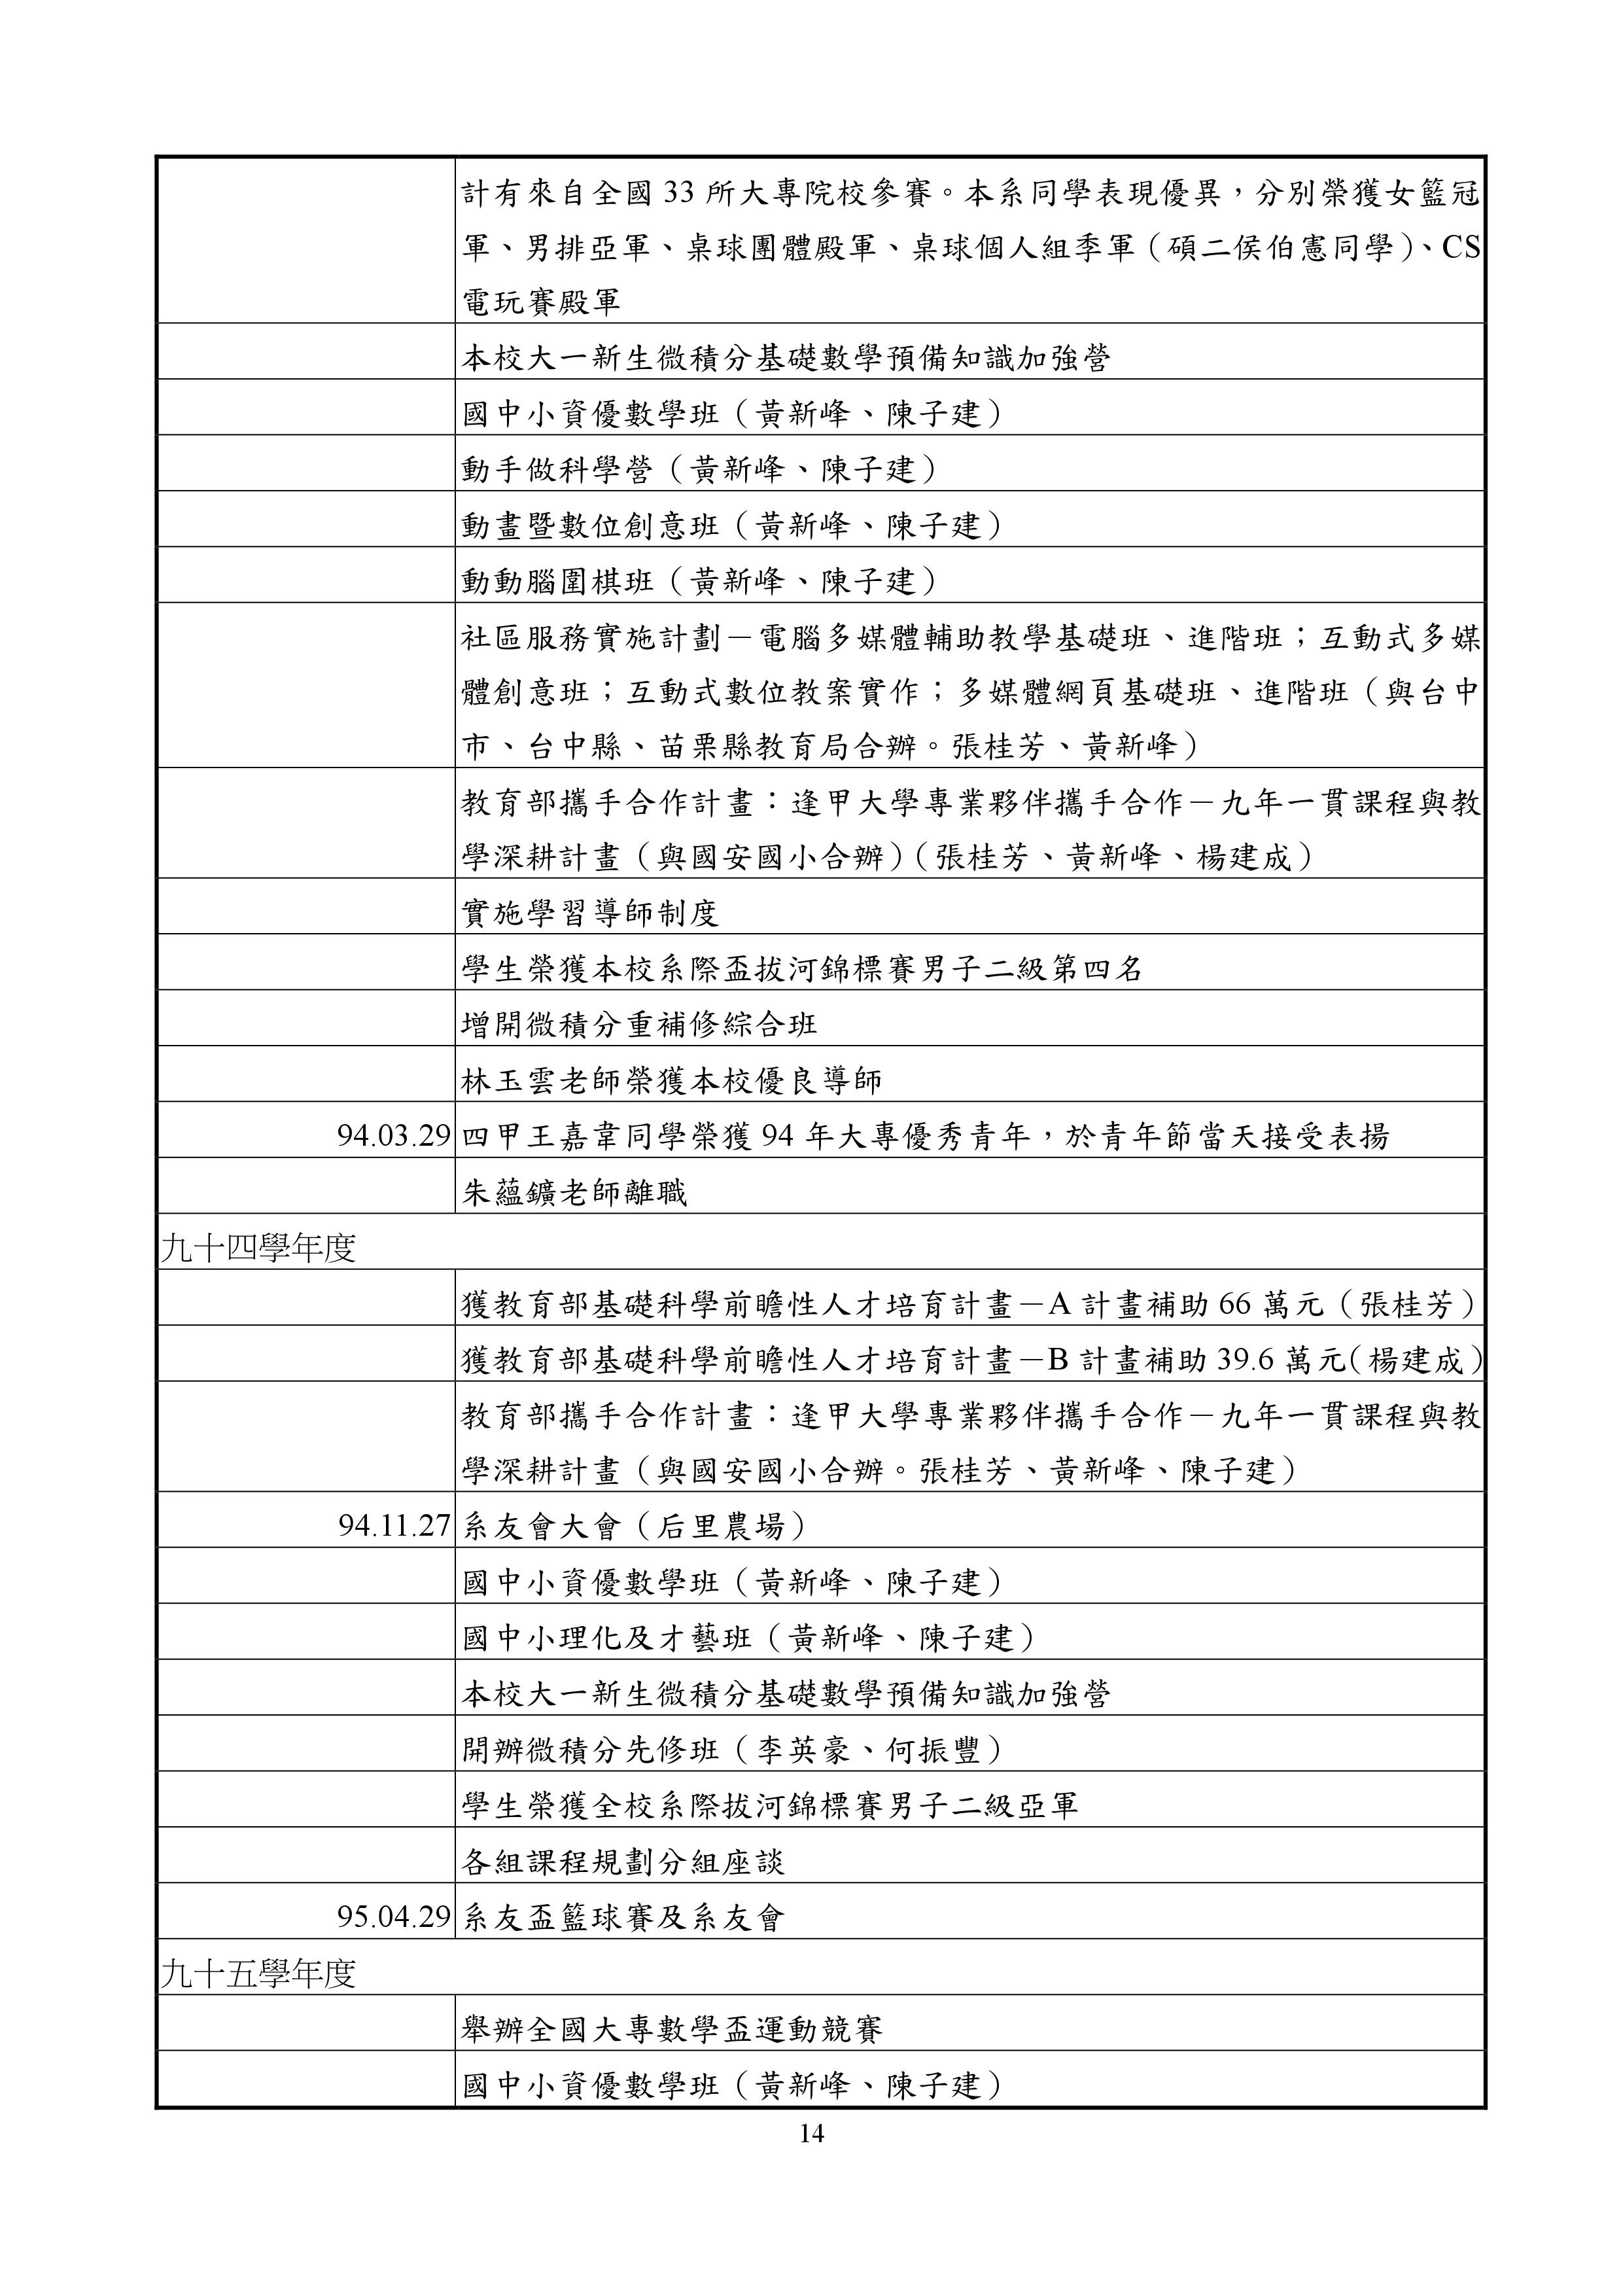 計有來自全國 33 所大專院校參賽。本系同學表現優異，分別榮獲女籃冠
軍、男排亞軍、桌球團體殿軍、桌球個人組季軍（碩二侯伯憲同學）、CS
電玩賽殿軍
本校大一新生微積分基礎數學預備知識加強營
國中小資優數學班（黃新峰、陳子建）
動手做科學營（黃新峰、陳子建）
動畫暨數位創意班（黃新峰、陳子建）
動動腦圍棋班（黃新峰、陳子建）
社區服務實施計劃－電腦多媒體輔助教學基礎班、進階班；互動式多媒
體創意班；互動式數位教案實作；多媒體網頁基礎班、進階班（與台中
市、台中縣、苗栗縣教育局合辦。張桂芳、黃新峰）
教育部攜手合作計畫：逢甲大學專業夥伴攜手合作－九年一貫課程與教
學深耕計畫（與國安國小合辦）（張桂芳、黃新峰、楊建成）
實施學習導師制度
學生榮獲本校系際盃拔河錦標賽男子二級第四名
增開微積分重補修綜合班
林玉雲老師榮獲本校優良導師
94.03.29 四甲王嘉韋同學榮獲 94 年大專優秀青年，於青年節當天接受表揚
朱蘊鑛老師離職
九十四學年度
獲教育部基礎科學前瞻性人才培育計畫－A 計畫補助 66 萬元（張桂芳）
獲教育部基礎科學前瞻性人才培育計畫－B 計畫補助 39.6 萬元（楊建成）
教育部攜手合作計畫：逢甲大學專業夥伴攜手合作－九年一貫課程與教
學深耕計畫（與國安國小合辦。張桂芳、黃新峰、陳子建）
94.11.27 系友會大會（后里農場）
國中小資優數學班（黃新峰、陳子建）
國中小理化及才藝班（黃新峰、陳子建）
本校大一新生微積分基礎數學預備知識加強營
開辦微積分先修班（李英豪、何振豐）
學生榮獲全校系際拔河錦標賽男子二級亞軍
各組課程規劃分組座談
95.04.29 系友盃籃球賽及系友會
九十五學年度
舉辦全國大專數學盃運動競賽
國中小資優數學班（黃新峰、陳子建）
14